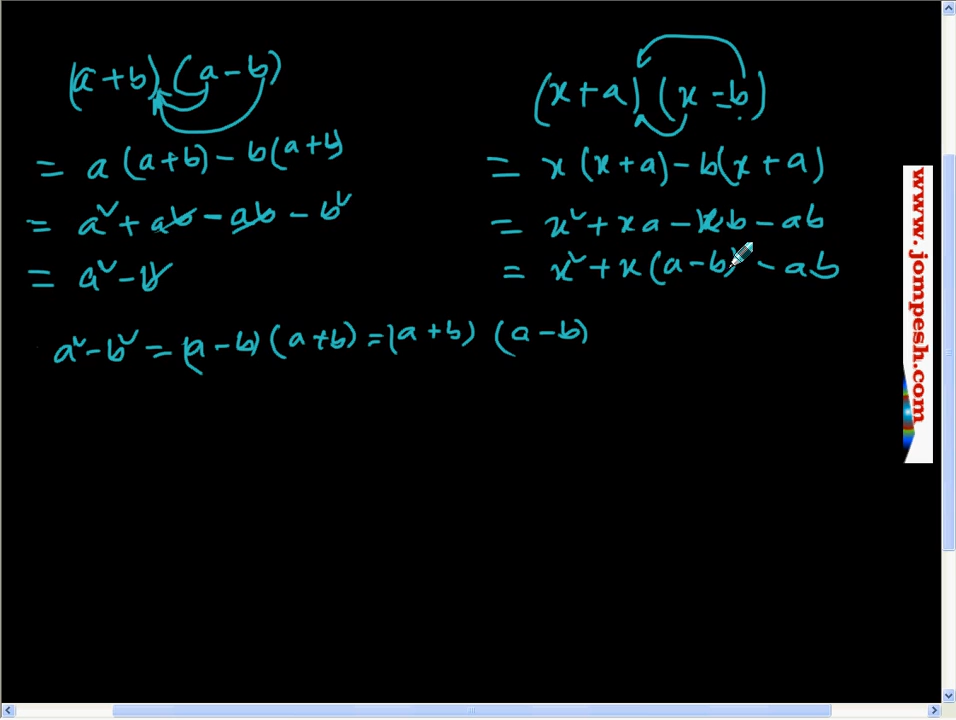 (a+b)(a-b)
= a(a+b) - b(a+b)
= a² + ab - ab - b²
= a² - b²
a² - b² = (a-b)(a+b) = (a+b)(a-b)
(x+a)(x-b)
= x(x+a) - b(x+a)
= x² + xa - xb - ab
= x² + x(a-b) - ab
www.jompesh.com